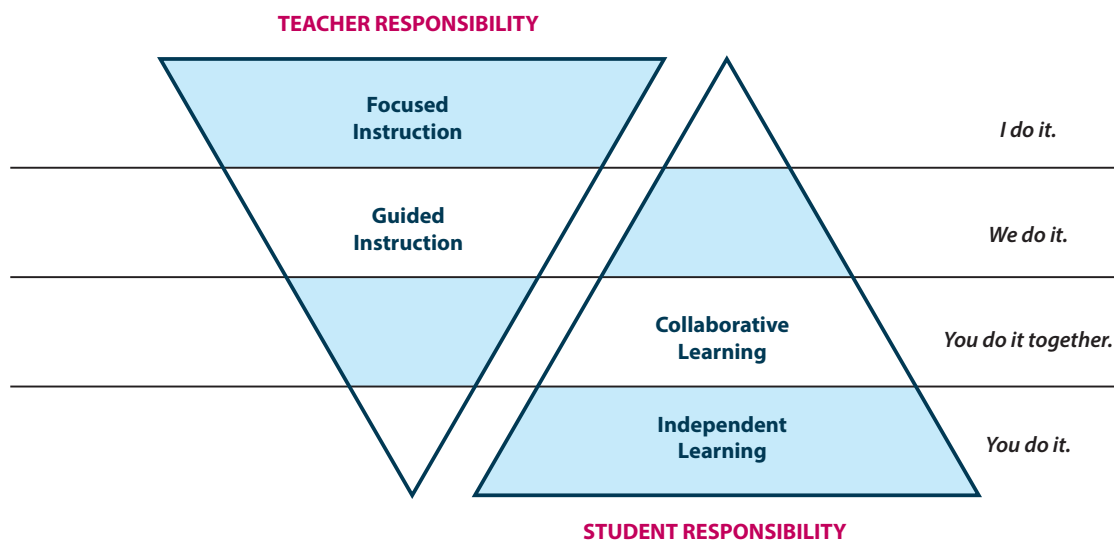 TEACHER RESPONSIBILITY
Focused
Instruction
I do it.
Guided
Instruction
We do it.
Collaborative
Learning
You do it together.
Independent
Learning
You do it.
STUDENT RESPONSIBILITY